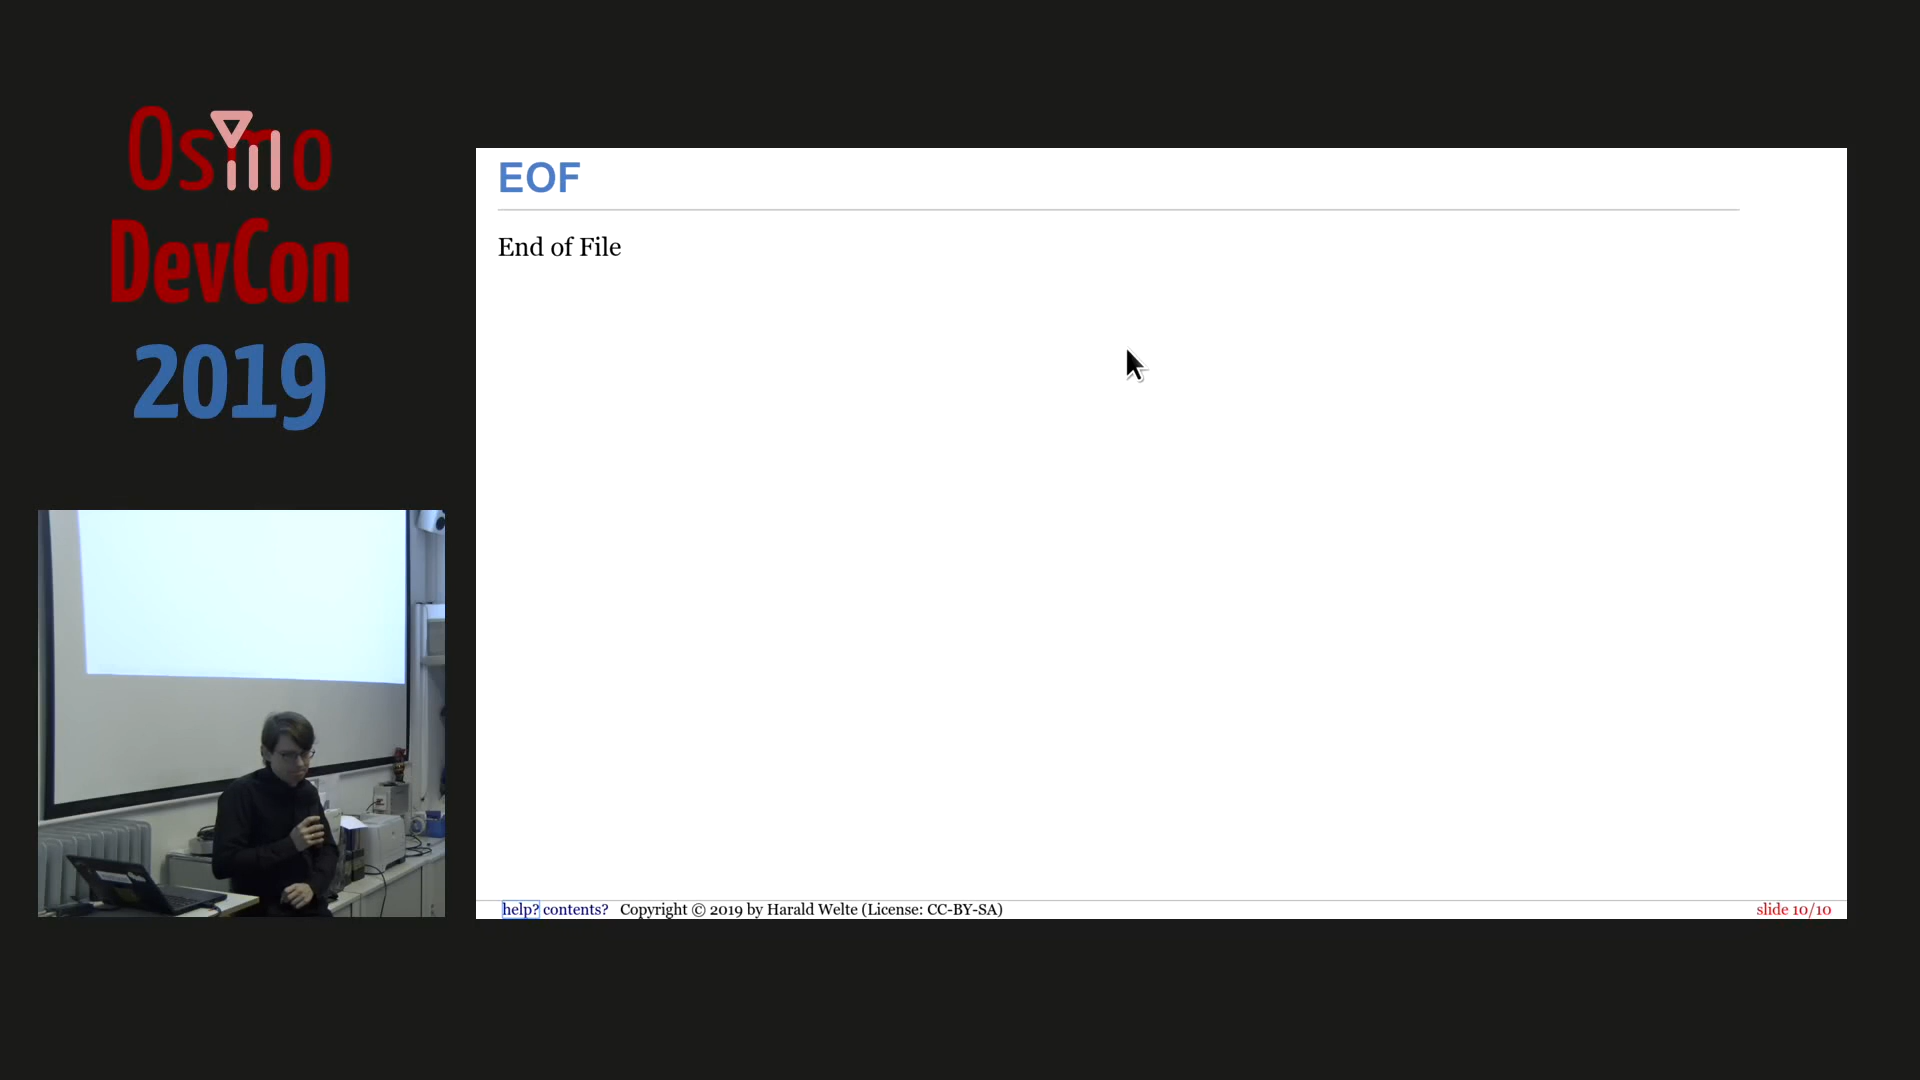 Osmo
DevCon
2019
EOF
End of File
help? contents? Copyright © 2019 by Harald Welte (License: CC-BY-SA)
slide 10/10